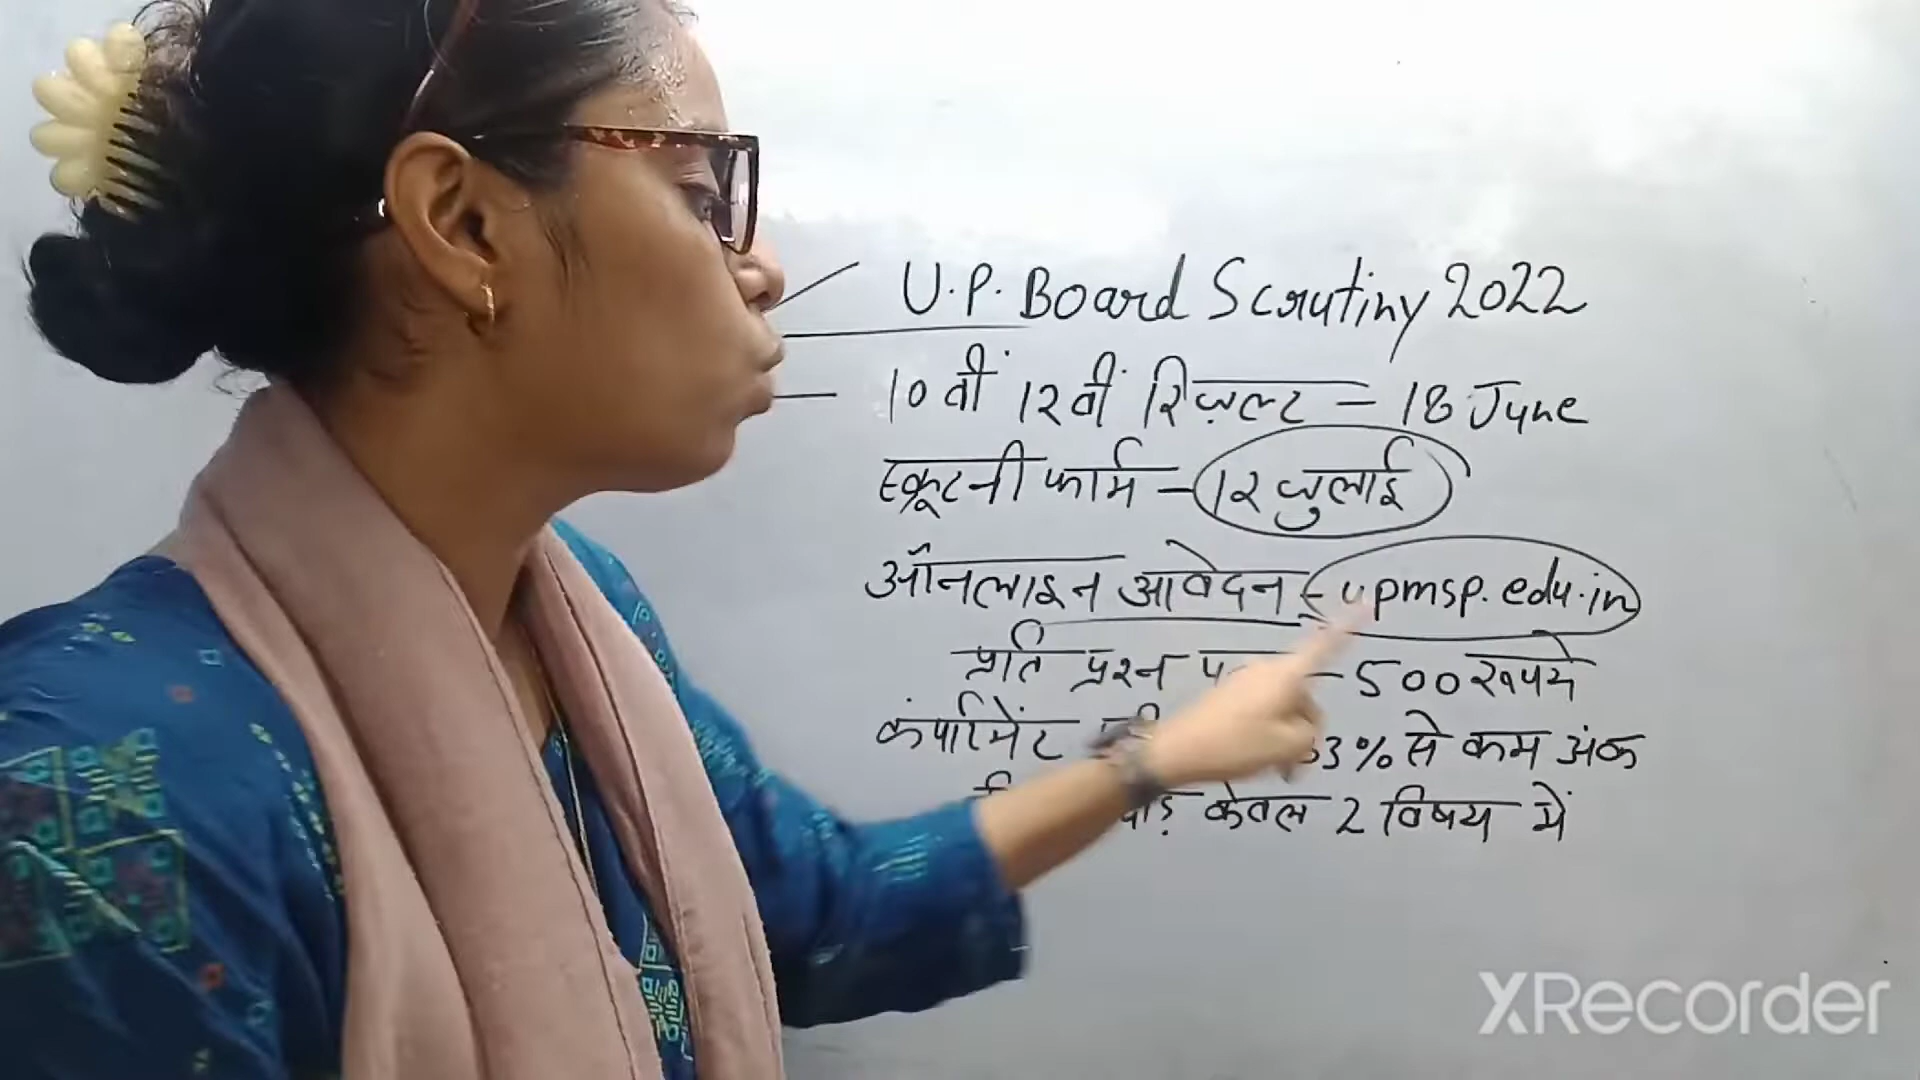 U.P. Board Scrutiny 2022
10वीं 12वीं रिज़ल्ट - 18 June
स्क्रूटनी फार्म - 12 जुलाई
ऑनलाइन आवेदन - upmsp.edu.in
प्रति प्रश्न - 500 रुपये
कंपार्टमेंट 33% से कम अंक
केवल 2 विषय में
XRecorder